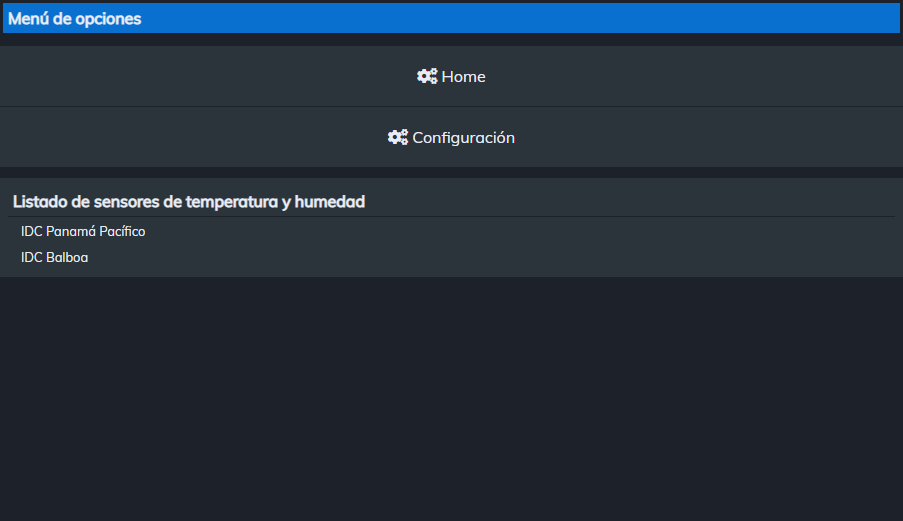 Menú de opciones
Home
Configuración
Listado de sensores de temperatura y humedad
IDC Panamá Pacífico
IDC Balboa